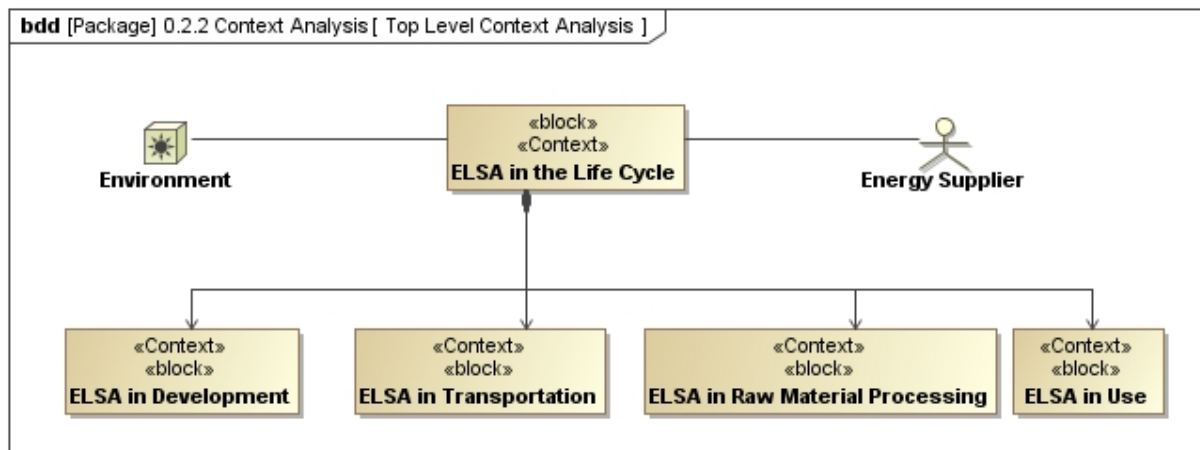 bdd [Package] 0.2.2 Context Analysis [ Top Level Context Analysis ]
«block»
«Context»
ELSA in the Life Cycle
Environment
Energy Supplier
«Context»
«block»
ELSA in Development
«Context»
«block»
ELSA in Transportation
«Context»
«block»
ELSA in Raw Material Processing
«Context»
«block»
ELSA in Use